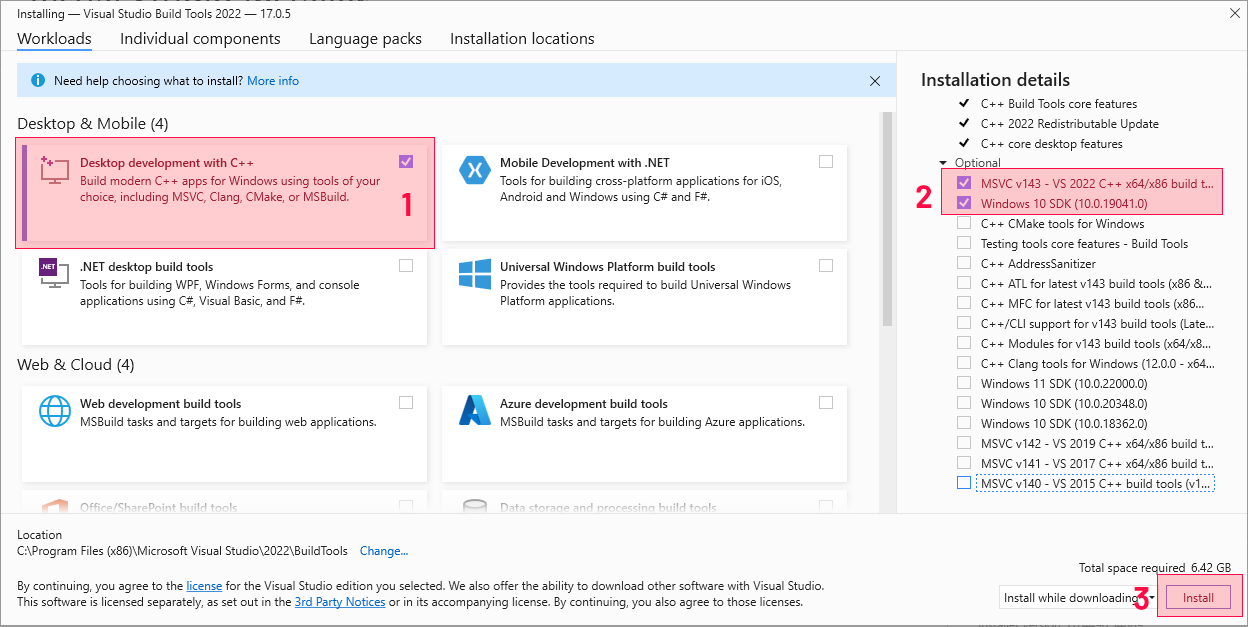 Installing — Visual Studio Build Tools 2022 — 17.0.5
Workloads
Individual components
Language packs
Installation locations
Need help choosing what to install? More info
Desktop & Mobile (4)
Desktop development with C++
Build modern C++ apps for Windows using tools of your
choice, including MSVC, Clang, CMake, or MSBuild.
1
Mobile Development with .NET
Tools for building cross-platform applications for iOS,
Android and Windows using C# and F#.
.NET
.NET desktop build tools
Tools for building WPF, Windows Forms, and console
applications using C#, Visual Basic, and F#.
Universal Windows Platform build tools
Provides the tools required to build Universal Windows
Platform applications.
Web & Cloud (4)
Web development build tools
MSBuild tasks and targets for building web applications.
Azure development build tools
MSBuild tasks and targets for building Azure applications.
Office/SharePoint build tools
Data storage and processing build tools
Installation details
C++ Build Tools core features
C++ 2022 Redistributable Update
C++ core desktop features
Optional
2
MSVC v143 - VS 2022 C++ x64/x86 build t...
Windows 10 SDK (10.0.19041.0)
C++ CMake tools for Windows
Testing tools core features - Build Tools
C++ AddressSanitizer
C++ ATL for latest v143 build tools (x86 &...
C++ MFC for latest v143 build tools (x86...
C++/CLI support for v143 build tools (Late...
C++ Modules for v143 build tools (x64/x8...
C++ Clang tools for Windows (12.0.0 - x64...
Windows 11 SDK (10.0.22000.0)
Windows 10 SDK (10.0.20348.0)
Windows 10 SDK (10.0.18362.0)
MSVC v142 - VS 2019 C++ x64/x86 build t...
MSVC v141 - VS 2017 C++ x64/x86 build t...
MSVC v140 - VS 2015 C++ build tools (v1...
Location
C:\Program Files (x86)\Microsoft Visual Studio\2022\BuildTools Change...
By continuing, you agree to the license for the Visual Studio edition you selected. We also offer the ability to download other software with Visual Studio.
This software is licensed separately, as set out in the 3rd Party Notices or in its accompanying license. By continuing, you also agree to those licenses.
Total space required 6.42 GB
Install while downloading
3
Install